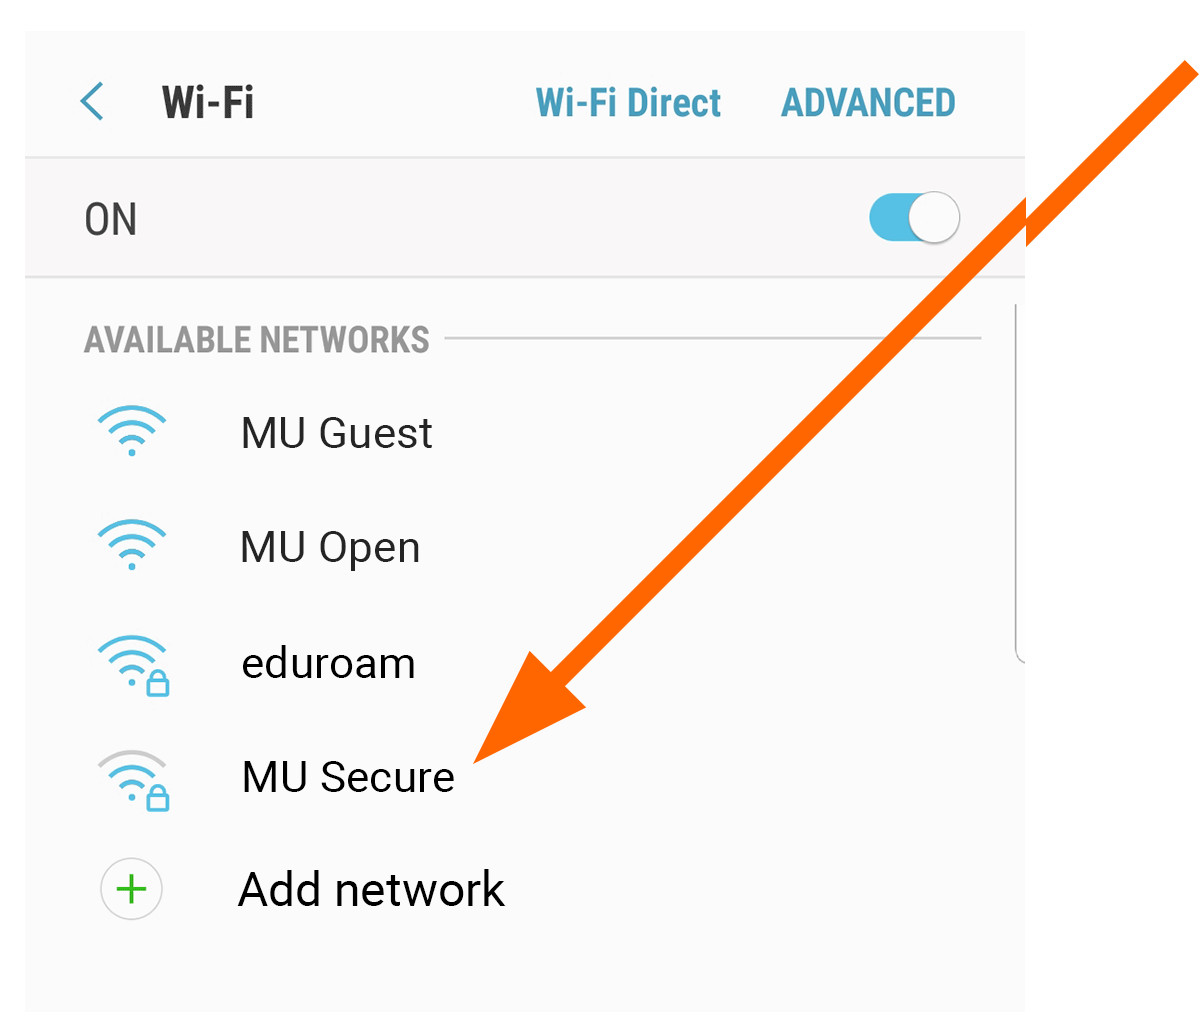 Wi-Fi Wi-Fi Direct ADVANCED
ON
AVAILABLE NETWORKS
MU Guest
MU Open
eduroam
MU Secure
Add network